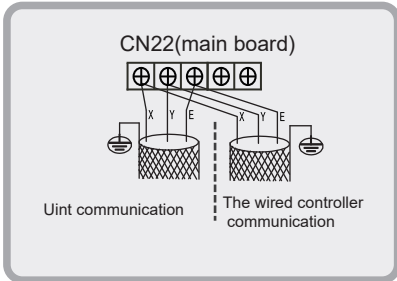 CN22(main board)
X Y E X Y E
Uint communication
The wired controller
communication